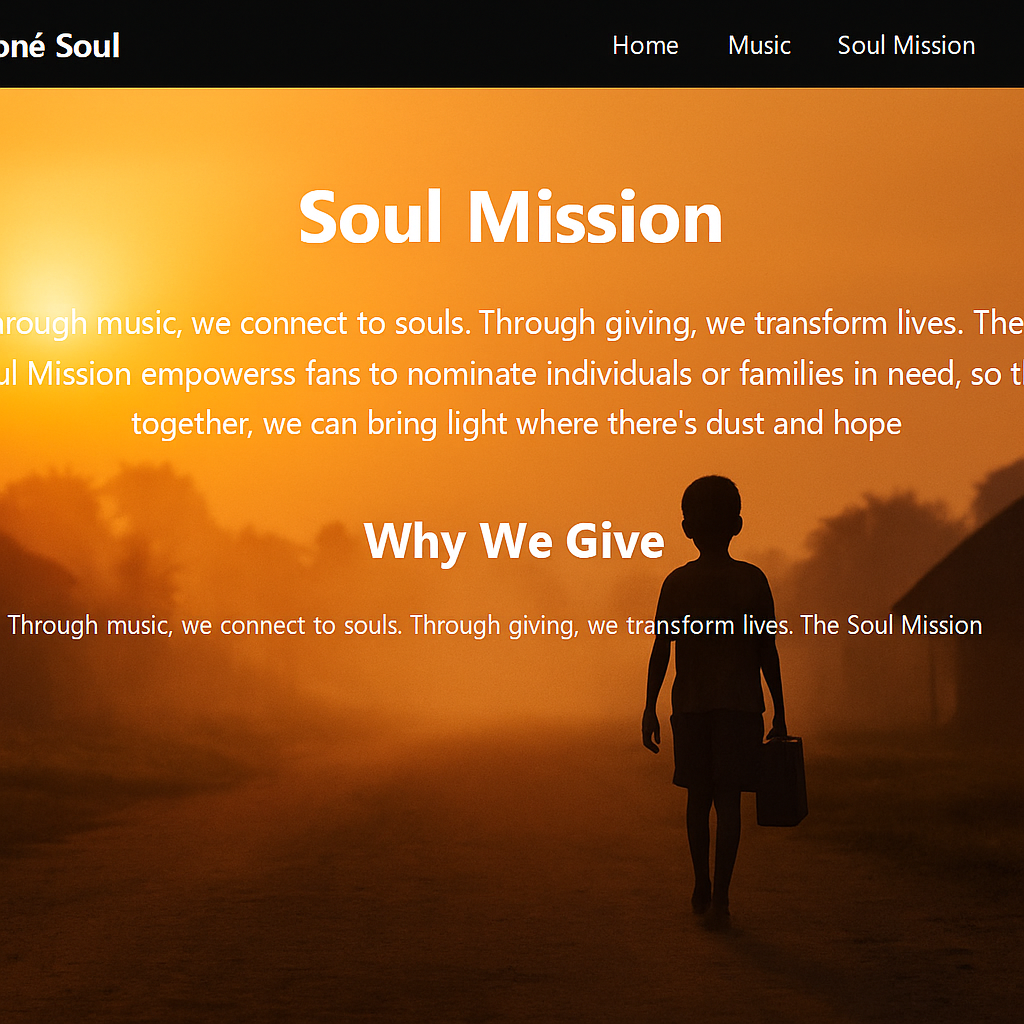 oné Soul
Home Music Soul Mission
Soul Mission
hrough music, we connect to souls. Through giving, we transform lives. The
ul Mission empowerss fans to nominate individuals or families in need, so th
together, we can bring light where there's dust and hope
Why We Give
Through music, we connect to souls. Through giving, we transform lives. The Soul Mission